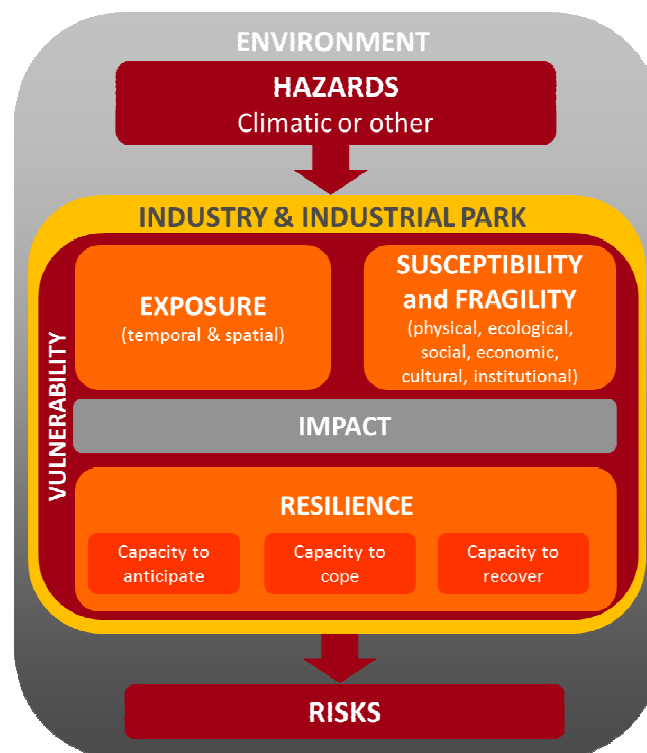 ENVIRONMENT
HAZARDS
Climatic or other
INDUSTRY & INDUSTRIAL PARK
VULNERABILITY
EXPOSURE
(temporal & spatial)
SUSCEPTIBILITY
and FRAGILITY
(physical, ecological,
social, economic,
cultural, institutional)
IMPACT
RESILIENCE
Capacity to
anticipate
Capacity to
cope
Capacity to
recover
RISKS